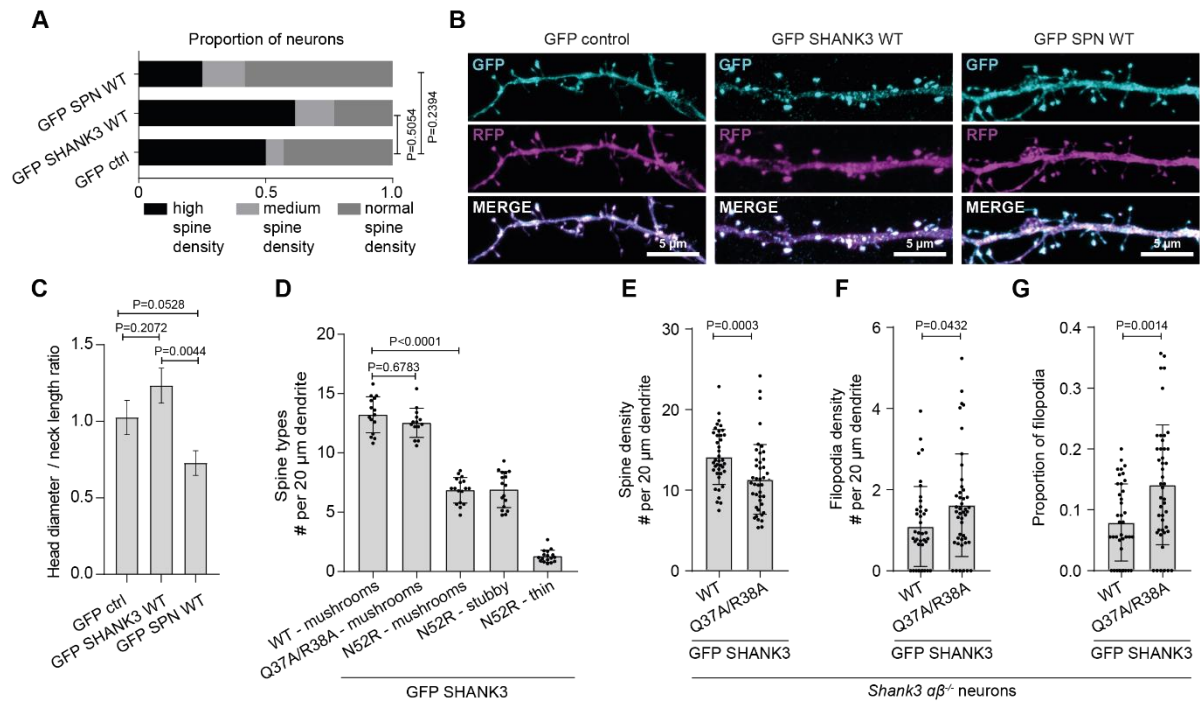 A
Proportion of neurons
GFP SPN WT
GFP SHANK3 WT
GFP ctrl
P=0.5054
P=0.2394
0
0.5
1.0
high
spine
density
medium
spine
density
normal
spine
density
B
GFP control
GFP SHANK3 WT
GFP SPN WT
GFP
GFP
GFP
RFP
RFP
RFP
MERGE
MERGE
MERGE
5 µm
5 µm
5 µm
C
P=0.0528
P=0.2072
P=0.0044
Head diameter / neck length ratio
1.5
1.0
0.5
0.0
GFP ctrl
GFP SHANK3 WT
GFP SPN WT
D
P<0.0001
P=0.6783
Spine types
# per 20 µm dendrite
20
15
10
5
0
WT - mushrooms
Q37A/R38A - mushrooms
N52R - mushrooms
N52R - stubby
N52R - thin
GFP SHANK3
E
P=0.0003
Spine density
# per 20 µm dendrite
30
20
10
0
WT
Q37A/R38A
GFP SHANK3
F
P=0.0432
Filopodia density
# per 20 µm dendrite
6
4
2
0
WT
Q37A/R38A
GFP SHANK3
G
P=0.0014
Proportion of filopodia
0.4
0.3
0.2
0.1
0.0
WT
Q37A/R38A
GFP SHANK3
Shank3 αβ-/- neurons